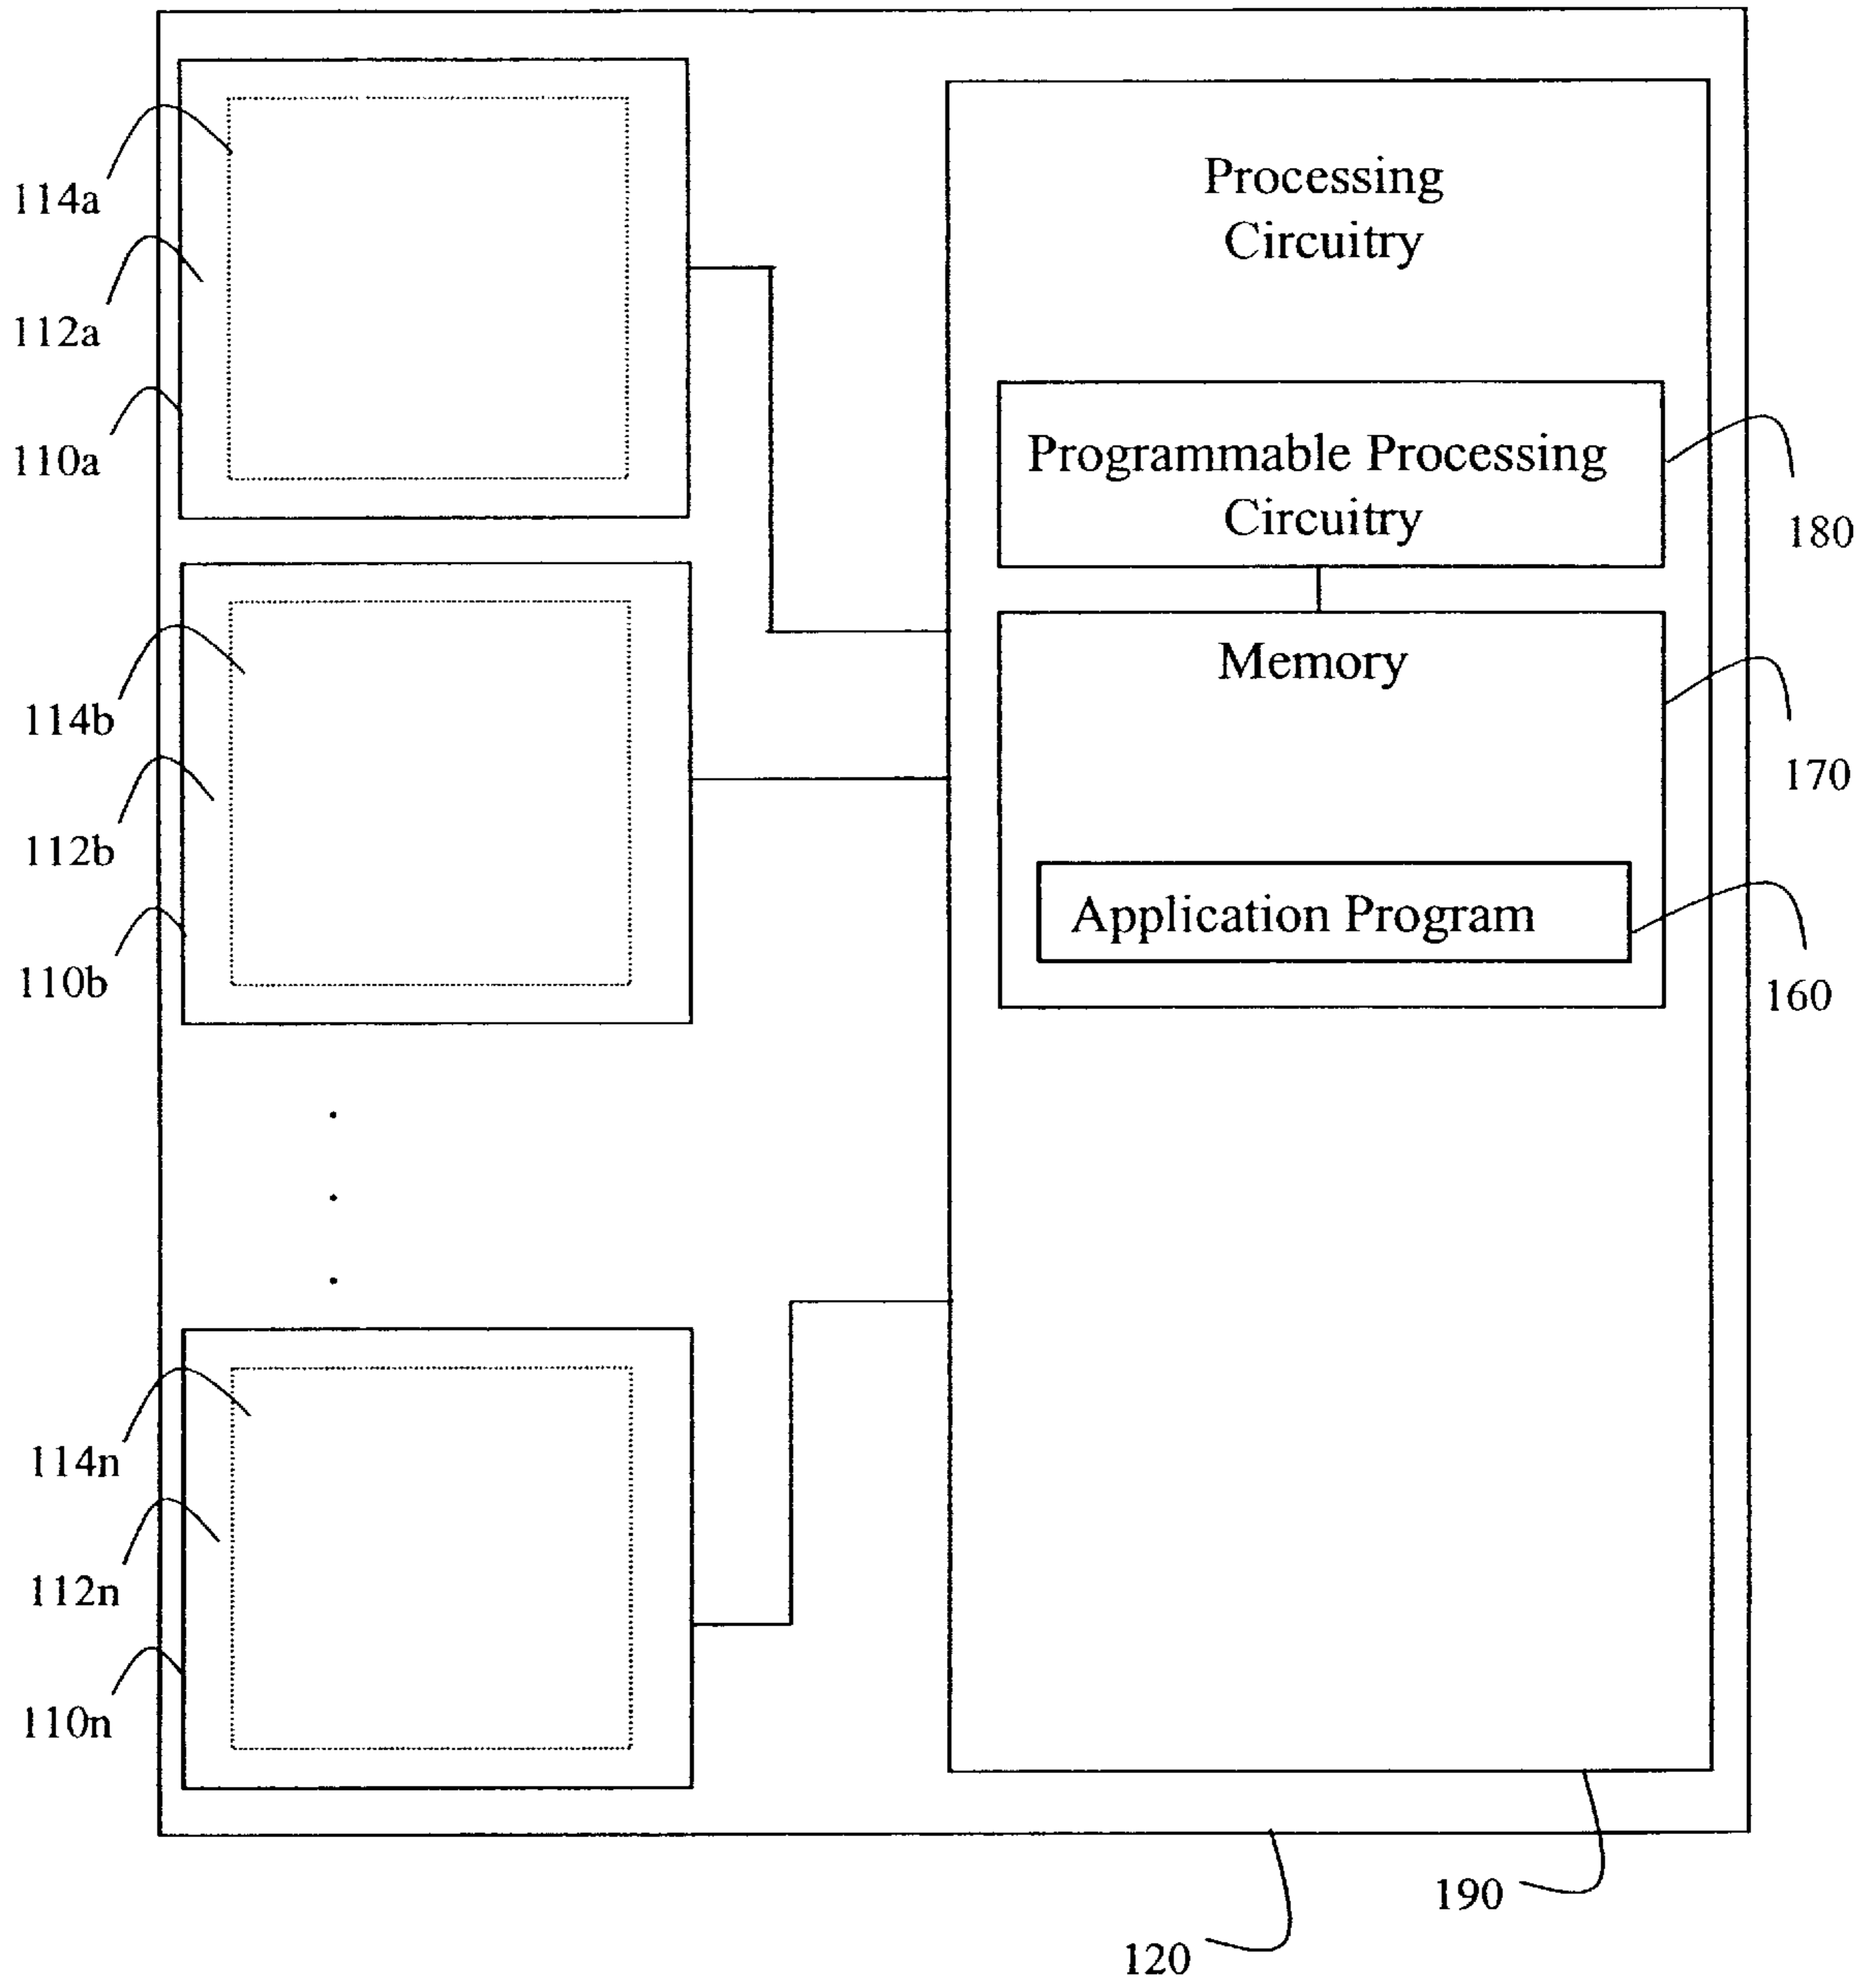 Processing
Circuitry
114a
112a
110a
Programmable Processing
Circuitry
180
Memory
114b
170
112b
Application Program
110b
160
114n
112n
110n
190
120